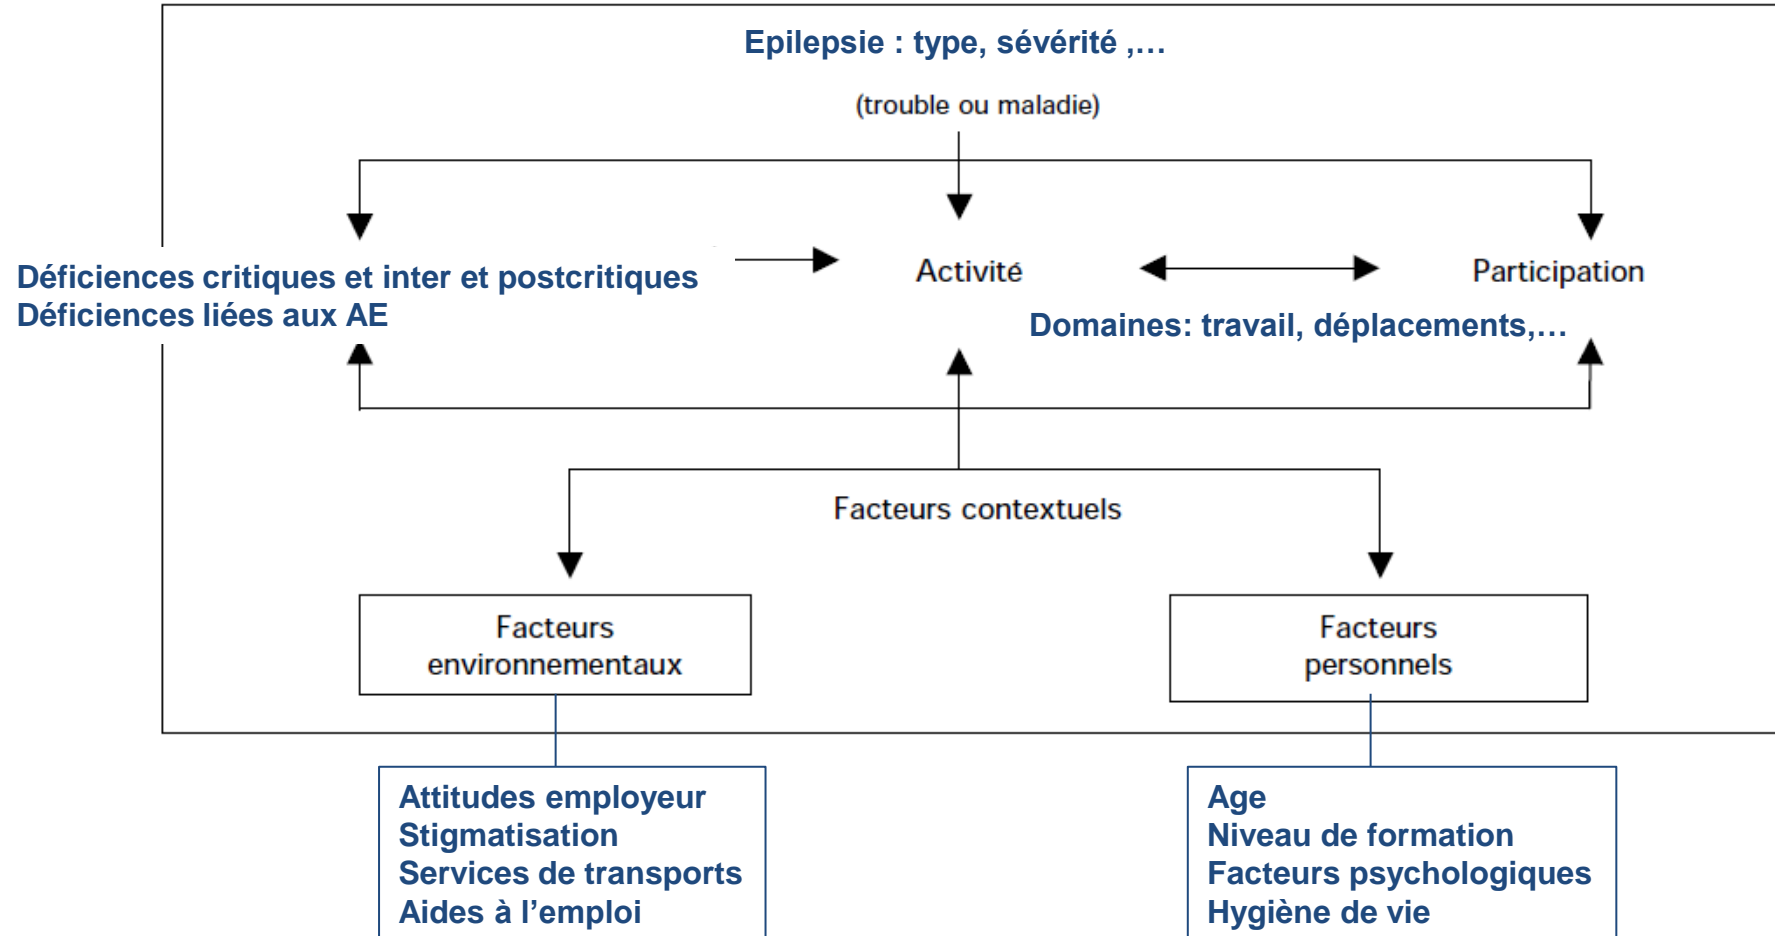 Epilepsie : type, sévérité ,…
(trouble ou maladie)
Déficiences critiques et inter et postcritiques
Déficiences liées aux AE
Activité
Participation
Domaines: travail, déplacements,…
Facteurs contextuels
Facteurs
environnementaux
Facteurs
personnels
Attitudes employeur
Stigmatisation
Services de transports
Aides à l’emploi
Age
Niveau de formation
Facteurs psychologiques
Hygiène de vie